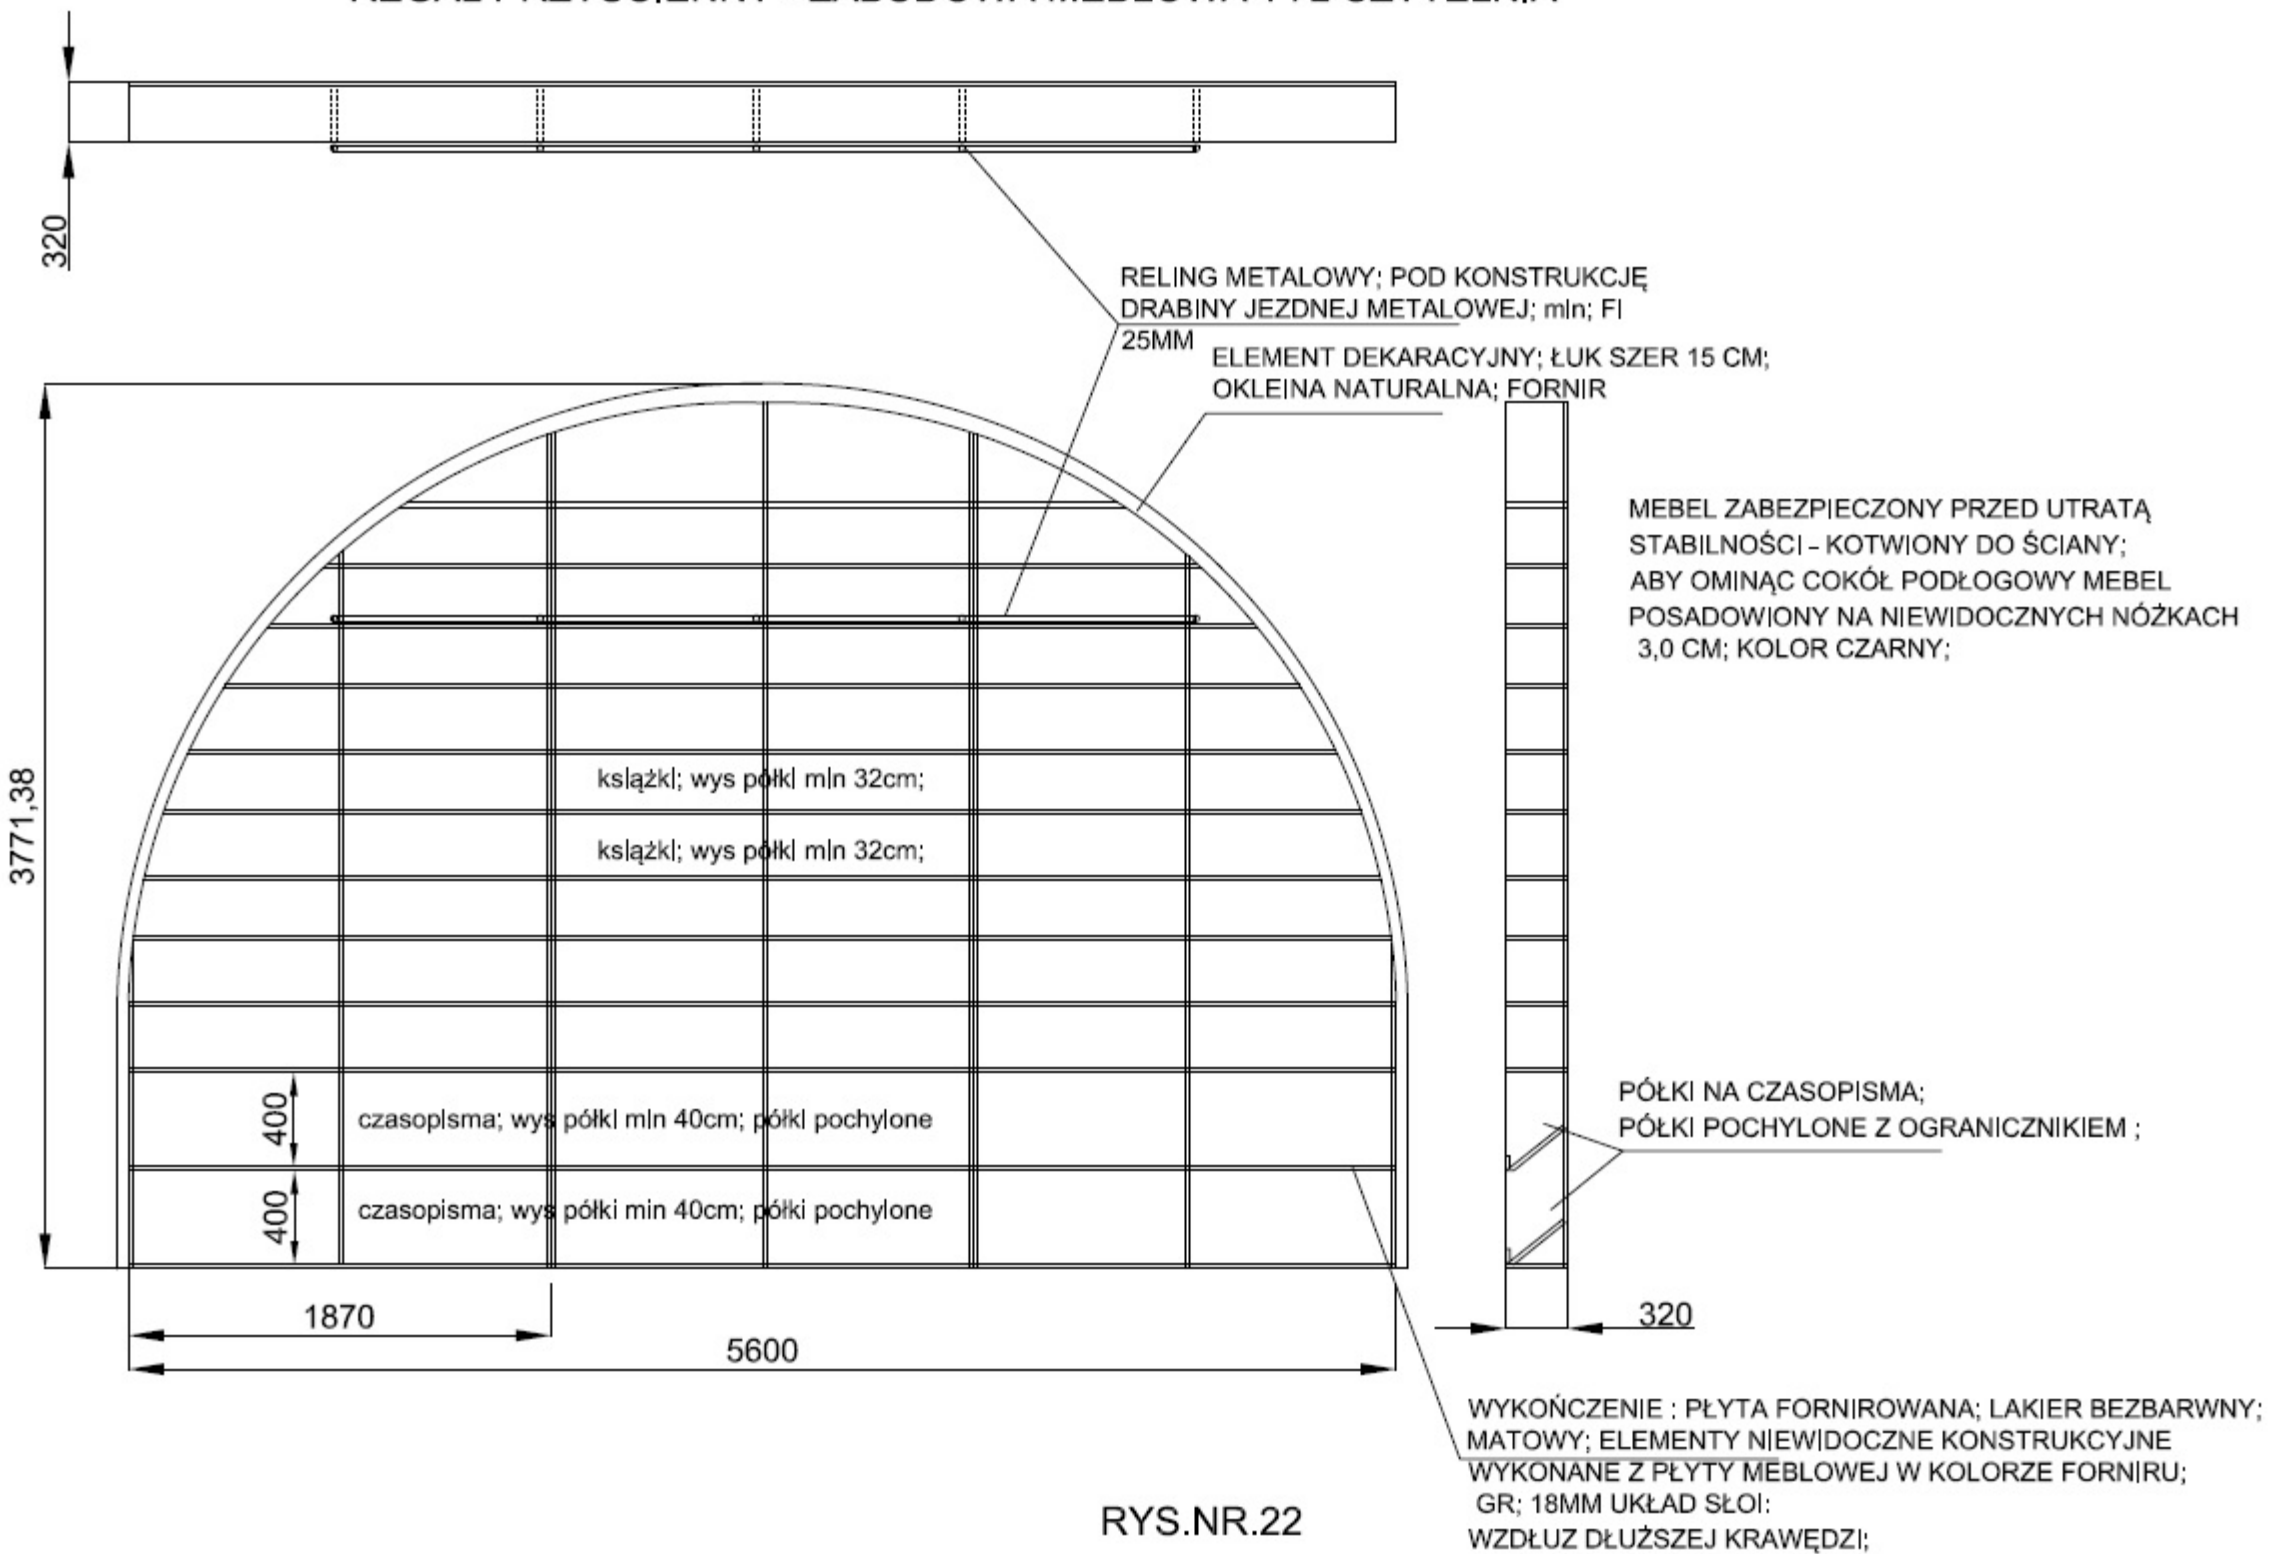 320
RELING METALOWY; POD KONSTRUKCJĘ
DRABINY JEZDNEJ METALOWEJ; min; FI
25MM
ELEMENT DEKARACYJNY; ŁUK SZER 15 CM;
OKLEINA NATURALNA; FORNIR
MEBEL ZABEZPIECZONY PRZED UTRATĄ
STABILNOŚCI - KOTWIONY DO ŚCIANY;
ABY OMINĄC COKÓŁ PODŁOGOWY MEBEL
POSADOWIONY NA NIEWIDOCZNYCH NÓŻKACH
3,0 CM; KOLOR CZARNY;
3771,38
książki; wys półki min 32cm;
książki; wys półki min 32cm;
400
czasopisma; wys półki min 40cm; półki pochylone
400
czasopisma; wys półki min 40cm; półki pochylone
PÓŁKI NA CZASOPISMA;
PÓŁKI POCHYLONE Z OGRANICZNIKIEM ;
1870
5600
320
WYKOŃCZENIE : PŁYTA FORNIROWANA; LAKIER BEZBARWNY;
MATOWY; ELEMENTY NIEWIDOCZNE KONSTRUKCYJNE
WYKONANE Z PŁYTY MEBLOWEJ W KOLORZE FORNIRU;
GR; 18MM UKŁAD SŁOI:
WZDŁUZ DŁUŻSZEJ KRAWĘDZI;
RYS.NR.22